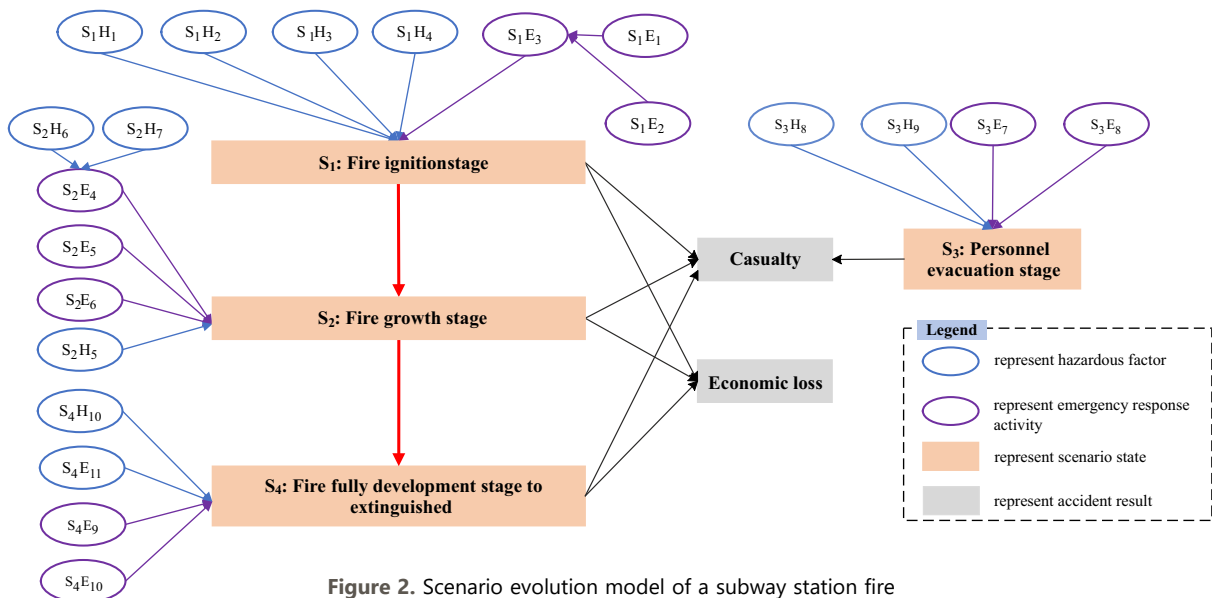 S₁H₁
S₁H₂
S₁H₃
S₁H₄
S₁E₃
S₁E₁
S₁E₂
S₂H₆
S₂H₇
S₃H₈
S₃H₉
S₃E₇
S₃E₈
S₁: Fire ignitionstage
S₂E₄
S₂E₅
S₂E₆
S₂H₅
Casualty
S₃: Personnel
evacuation stage
S₂: Fire growth stage
Economic loss
S₄H₁₀
S₄E₁₁
S₄E₉
S₄E₁₀
S₄: Fire fully development stage to
extinguished
Legend
represent hazardous factor
represent emergency response
activity
represent scenario state
represent accident result
Figure 2. Scenario evolution model of a subway station fire